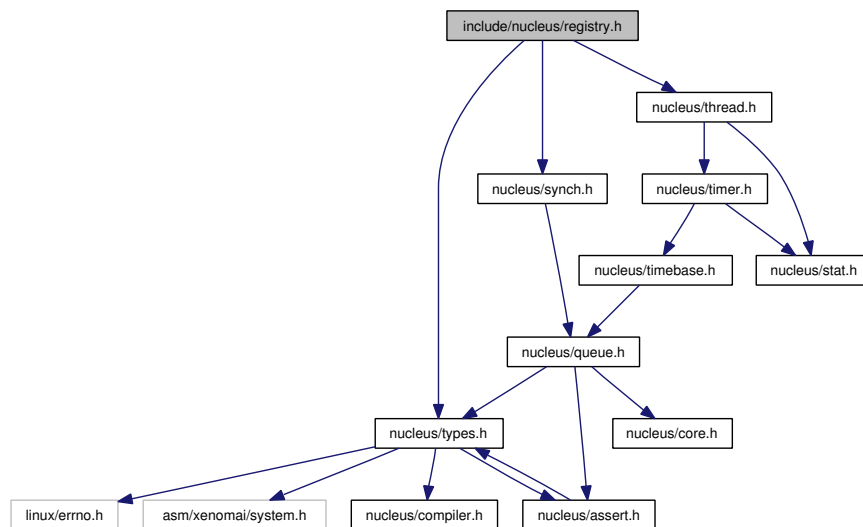 include/nucleus/registry.h
nucleus/thread.h
nucleus/synch.h
nucleus/timer.h
nucleus/timebase.h
nucleus/stat.h
nucleus/queue.h
nucleus/types.h
nucleus/core.h
linux/errno.h
asm/xenomai/system.h
nucleus/compiler.h
nucleus/assert.h